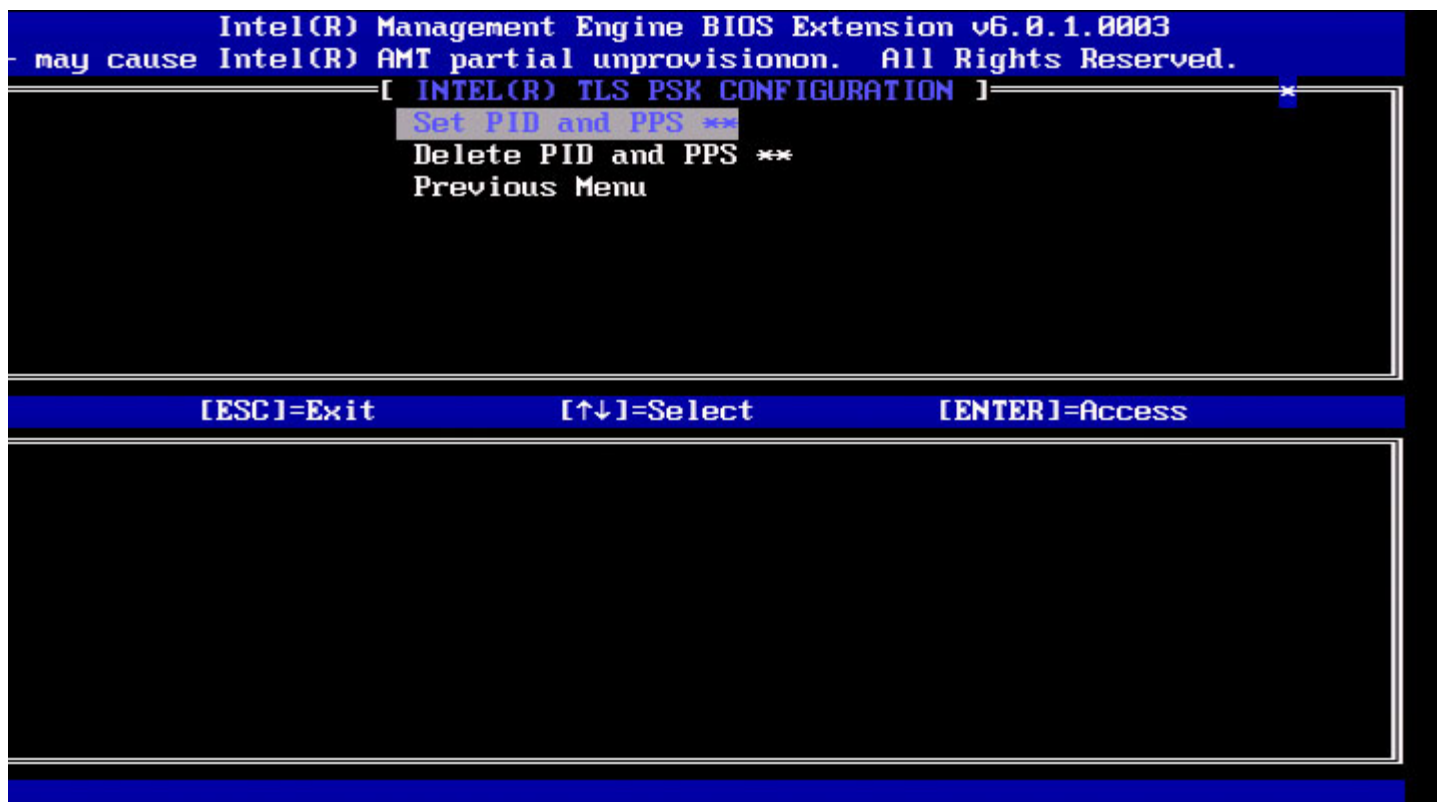 Intel(R) Management Engine BIOS Extension v6.0.1.0003
- may cause Intel(R) AMT partial unprovisionon. All Rights Reserved.
[ INTEL(R) TLS PSK CONFIGURATION ] *
Set PID and PPS **
Delete PID and PPS **
Previous Menu
[ESC]=Exit [↑↓]=Select [ENTER]=Access